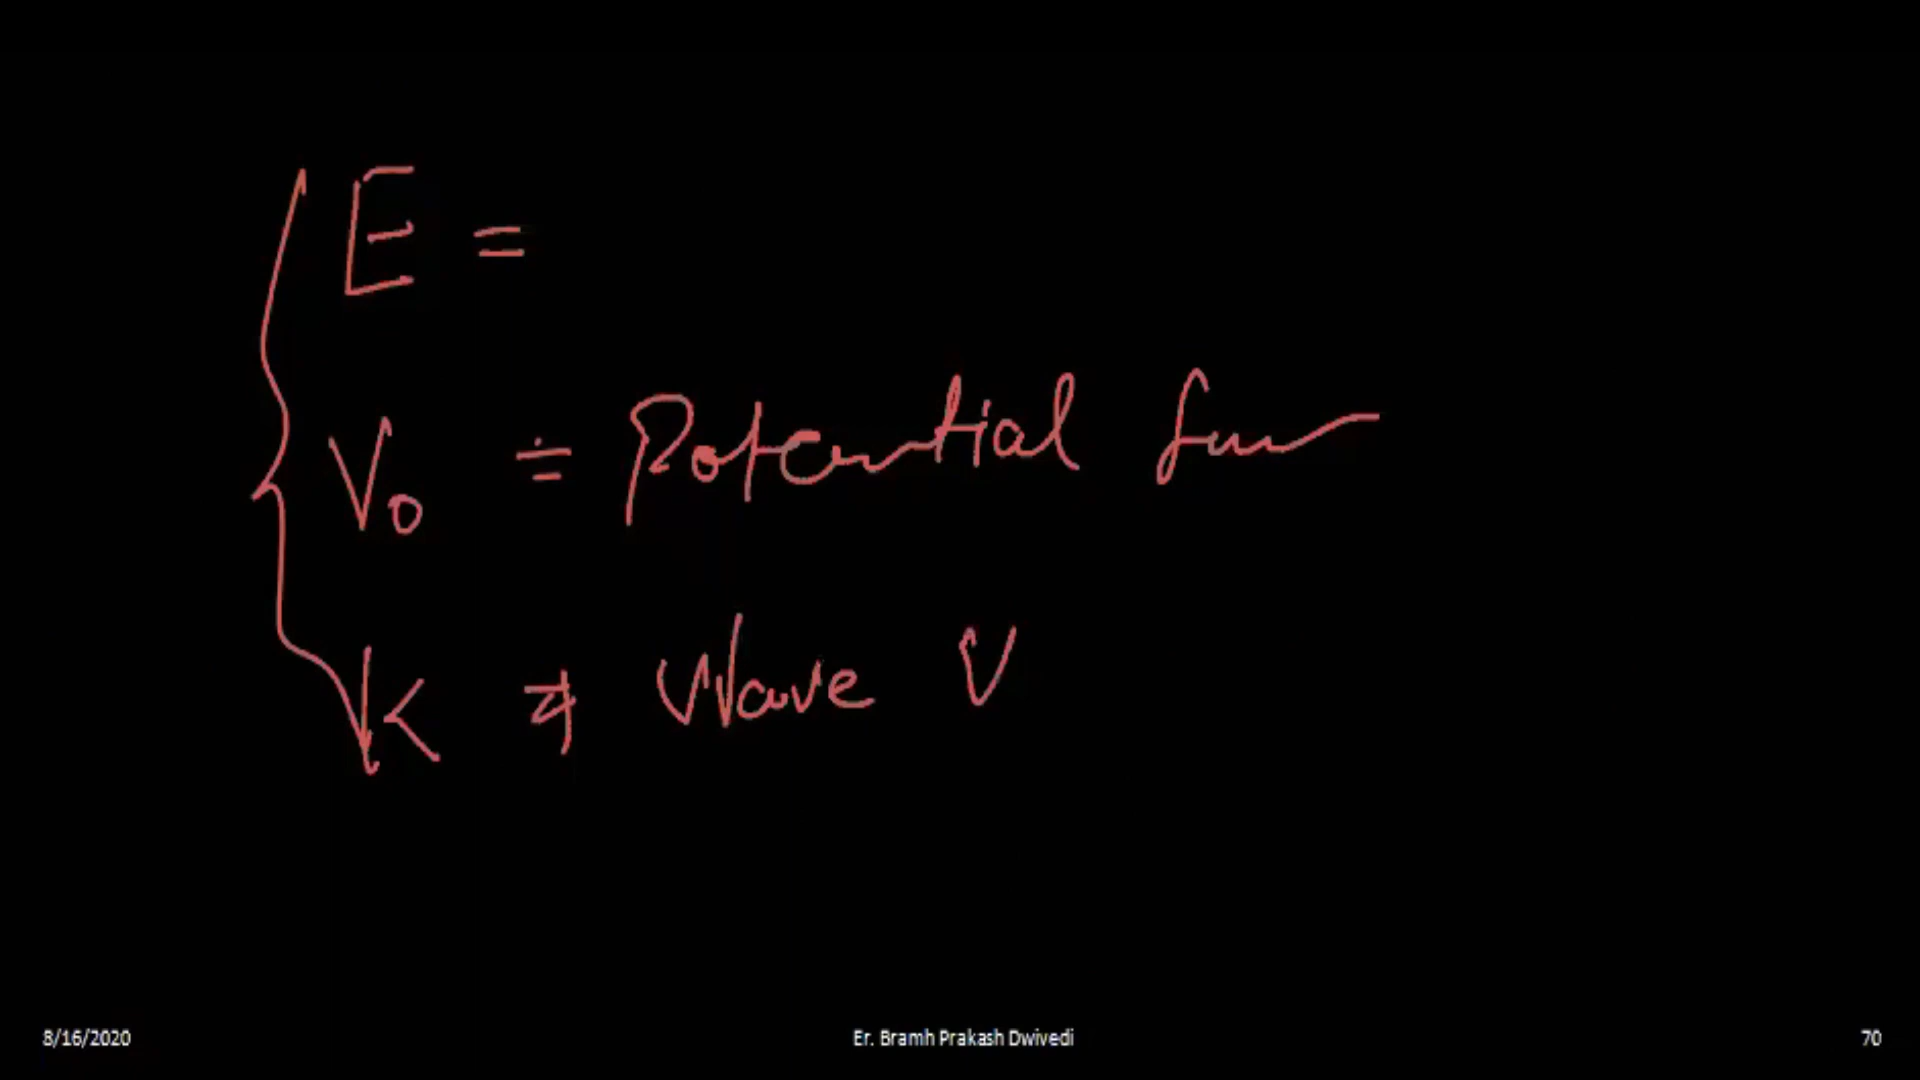 E =
V₀ = Potential fun
K ⇒ Wave V
8/16/2020 Er. Bramh Prakash Dwivedi 70